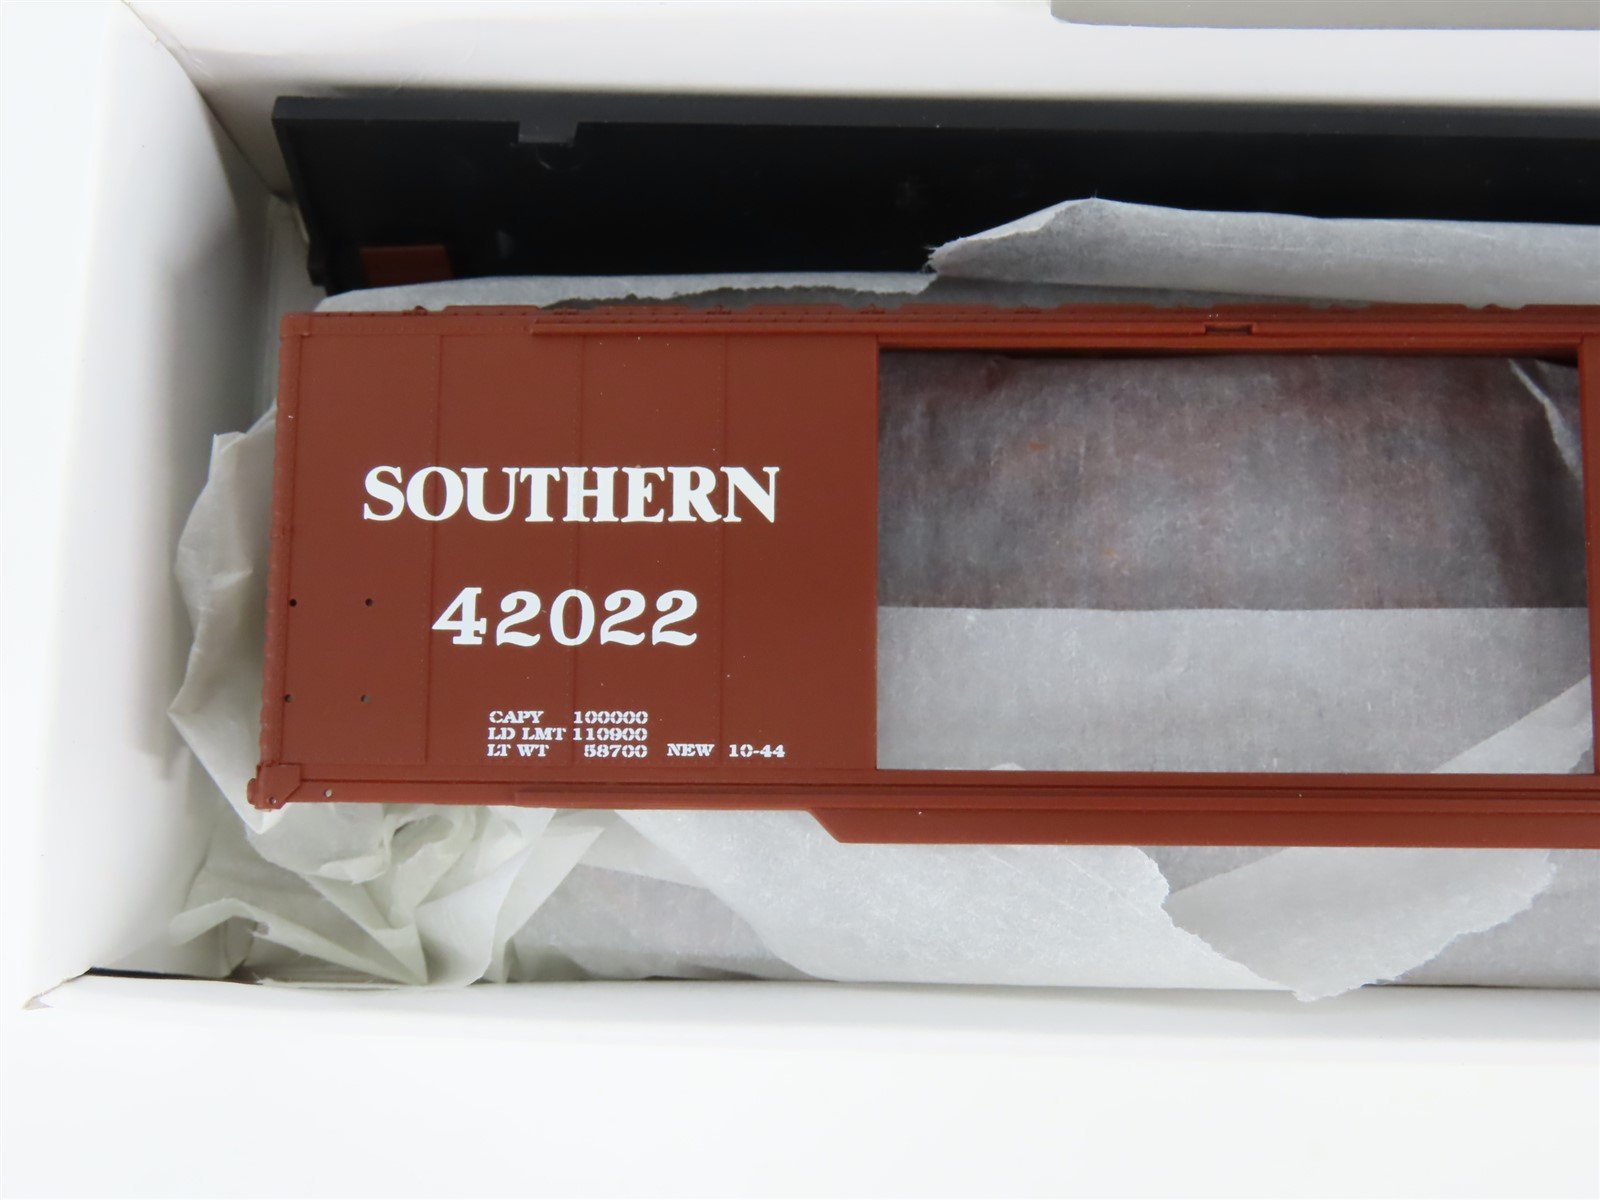 SOUTHERN
42022
CAPY 100000
LD LMT 110900
LT WT 58700 NEW 10-44